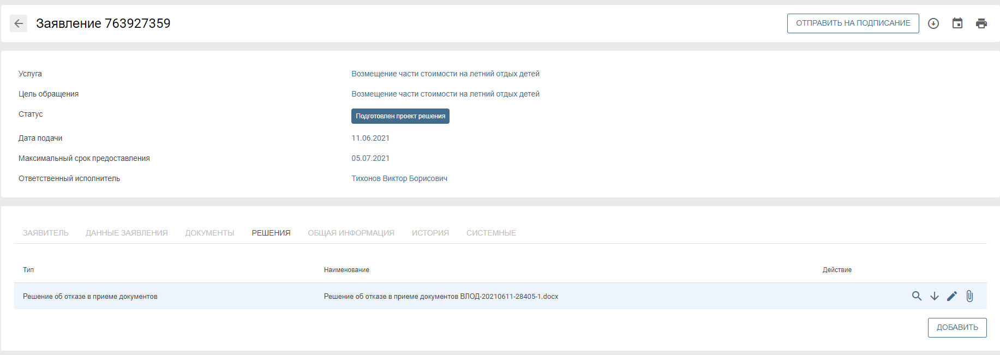 Заявление 763927359
ОТПРАВИТЬ НА ПОДПИСАНИЕ
Услуга Возмещение части стоимости на летний отдых детей
Цель обращения Возмещение части стоимости на летний отдых детей
Статус Подготовлен проект решения
Дата подачи 11.06.2021
Максимальный срок предоставления 05.07.2021
Ответственный исполнитель Тихонов Виктор Борисович
ЗАЯВИТЕЛЬ ДАННЫЕ ЗАЯВЛЕНИЯ ДОКУМЕНТЫ РЕШЕНИЯ ОБЩАЯ ИНФОРМАЦИЯ ИСТОРИЯ СИСТЕМНЫЕ
Тип Наименование Действие
Решение об отказе в приеме документов Решение об отказе в приеме документов ВЛОД-20210611-28405-1.docx
ДОБАВИТЬ